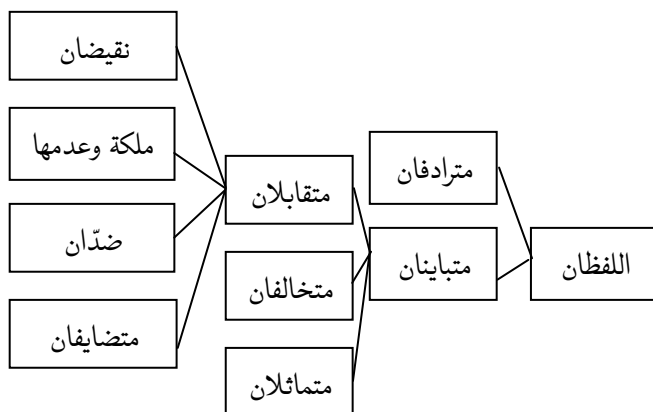 اللفظان
مترادفان
متباينان
متقابلان
متخالفان
متماثلان
نقيضان
ملكة وعدمها
ضدّان
متضايفان